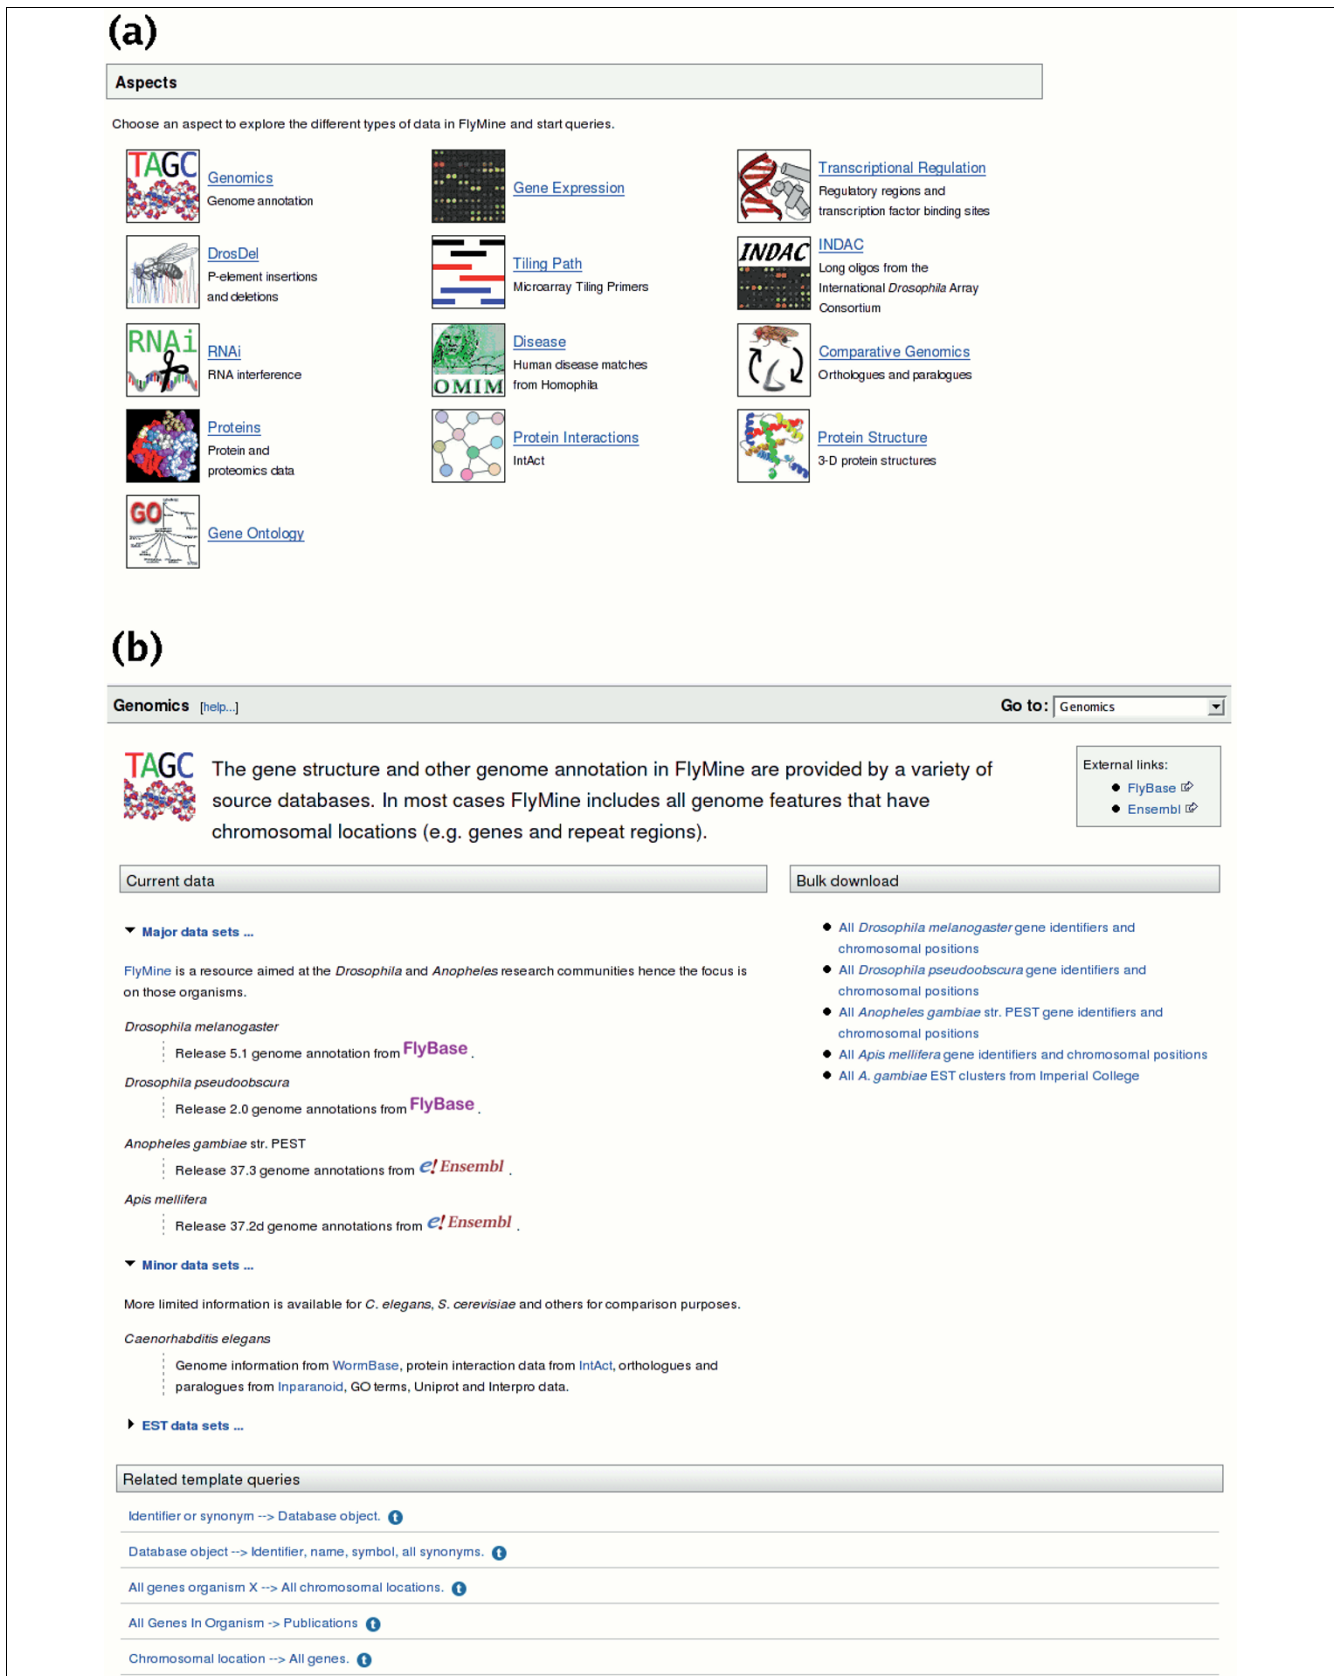 (a)
Aspects
Choose an aspect to explore the different types of data in FlyMine and start queries.
TAGC
Genomics
Genome annotation
Gene Expression
Transcriptional Regulation
Regulatory regions and
transcription factor binding sites
DrosDel
P-element insertions
and deletions
Tiling Path
Microarray Tiling Primers
INDAC
INDAC
Long oligos from the
International Drosophila Array
Consortium
RNAi
RNAi
RNA interference
OMIM
Disease
Human disease matches
from Homophila
Comparative Genomics
Orthologues and paralogues
Proteins
Protein and
proteomics data
Protein Interactions
IntAct
Protein Structure
3-D protein structures
GO
Gene Ontology
(b)
Genomics [help...]
Go to: Genomics
TAGC
The gene structure and other genome annotation in FlyMine are provided by a variety of
source databases. In most cases FlyMine includes all genome features that have
chromosomal locations (e.g. genes and repeat regions).
External links:
FlyBase
Ensembl
Current data
Major data sets ...
FlyMine is a resource aimed at the Drosophila and Anopheles research communities hence the focus is
on those organisms.
Drosophila melanogaster
Release 5.1 genome annotation from FlyBase .
Drosophila pseudoobscura
Release 2.0 genome annotations from FlyBase .
Anopheles gambiae str. PEST
Release 37.3 genome annotations from e! Ensembl .
Apis mellifera
Release 37.2d genome annotations from e! Ensembl .
Minor data sets ...
More limited information is available for C. elegans, S. cerevisiae and others for comparison purposes.
Caenorhabditis elegans
Genome information from WormBase, protein interaction data from IntAct, orthologues and
paralogues from Inparanoid, GO terms, Uniprot and Interpro data.
EST data sets ...
Bulk download
All Drosophila melanogaster gene identifiers and
chromosomal positions
All Drosophila pseudoobscura gene identifiers and
chromosomal positions
All Anopheles gambiae str. PEST gene identifiers and
chromosomal positions
All Apis mellifera gene identifiers and chromosomal positions
All A. gambiae EST clusters from Imperial College
Related template queries
Identifier or synonym --> Database object. t
Database object --> Identifier, name, symbol, all synonyms. t
All genes organism X --> All chromosomal locations. t
All Genes In Organism -> Publications t
Chromosomal location --> All genes. t